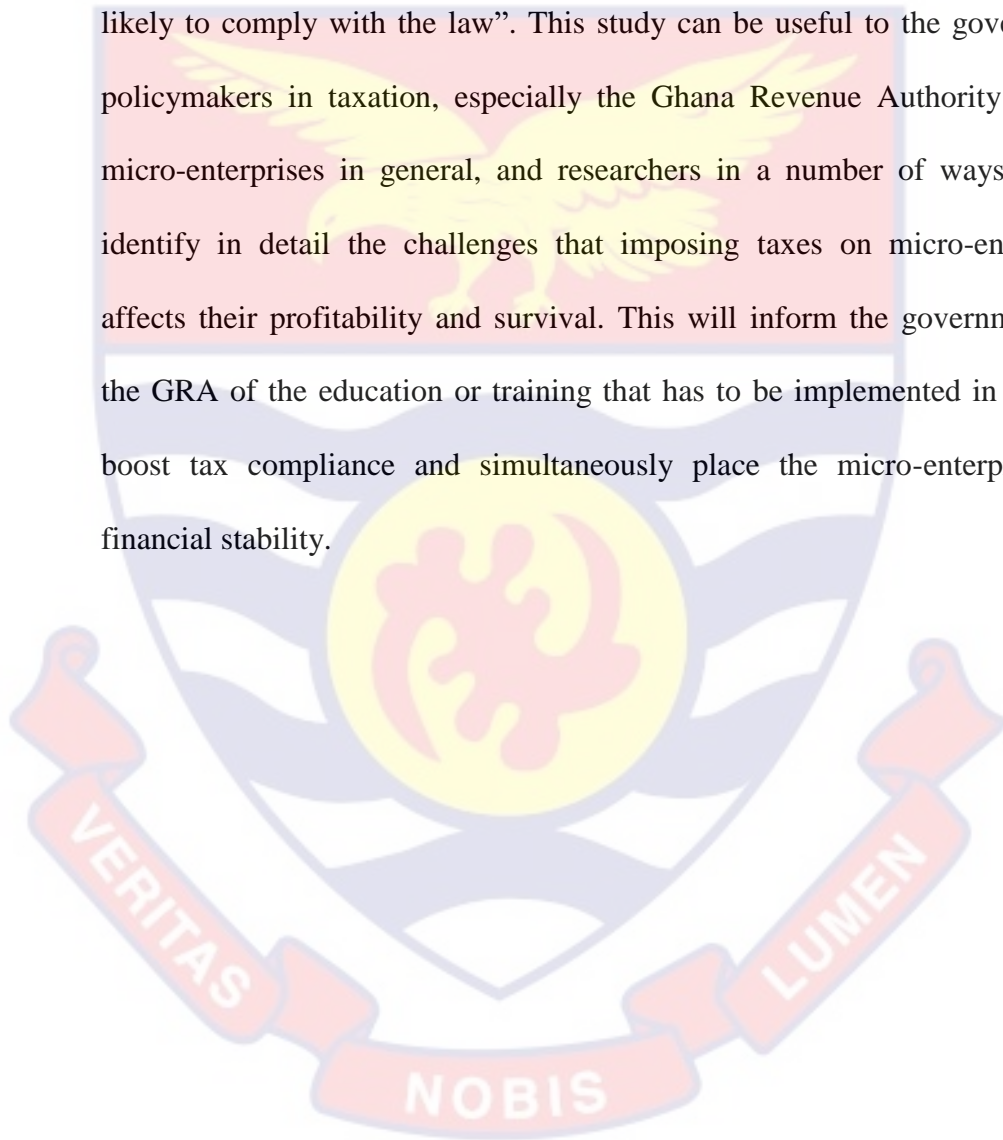 likely to comply with the law”. This study can be useful to the gove
policymakers in taxation, especially the Ghana Revenue Authority
micro-enterprises in general, and researchers in a number of ways
identify in detail the challenges that imposing taxes on micro-en
affects their profitability and survival. This will inform the governm
the GRA of the education or training that has to be implemented in
boost tax compliance and simultaneously place the micro-enterp
financial stability.
VERITAS
NOBIS
LUMEN